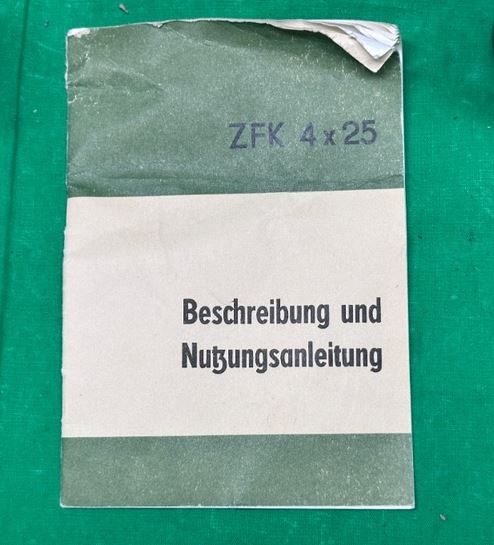 ZFK 4x25
Beschreibung und
Nutzungsanleitung